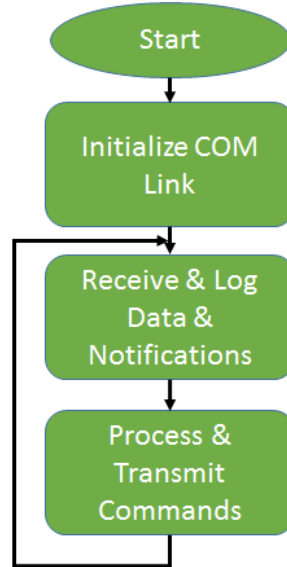 Start
Initialize COM
Link
Receive & Log
Data &
Notifications
Process &
Transmit
Commands